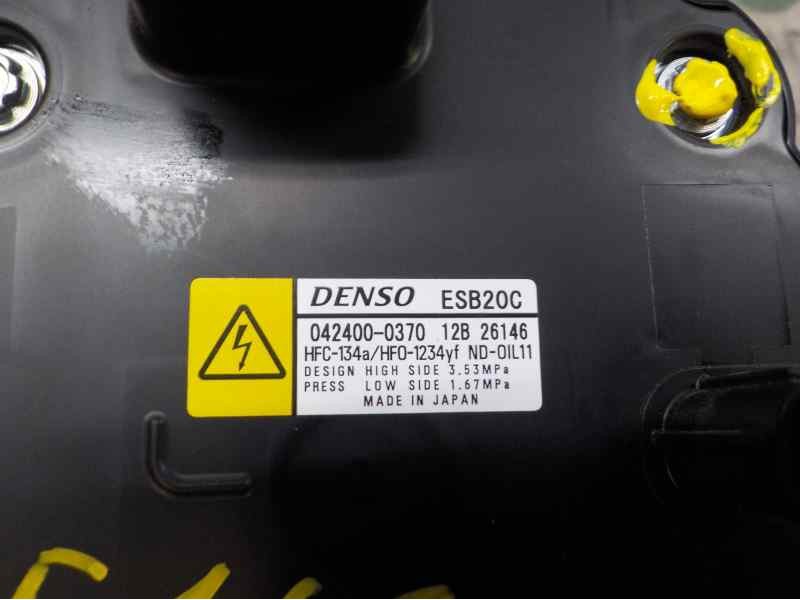 DENSO ESB20C
042400-0370 12B 26146
HFC-134a/HFO-1234yf ND-OIL11
DESIGN HIGH SIDE 3.53MPa
PRESS LOW SIDE 1.67MPa
MADE IN JAPAN